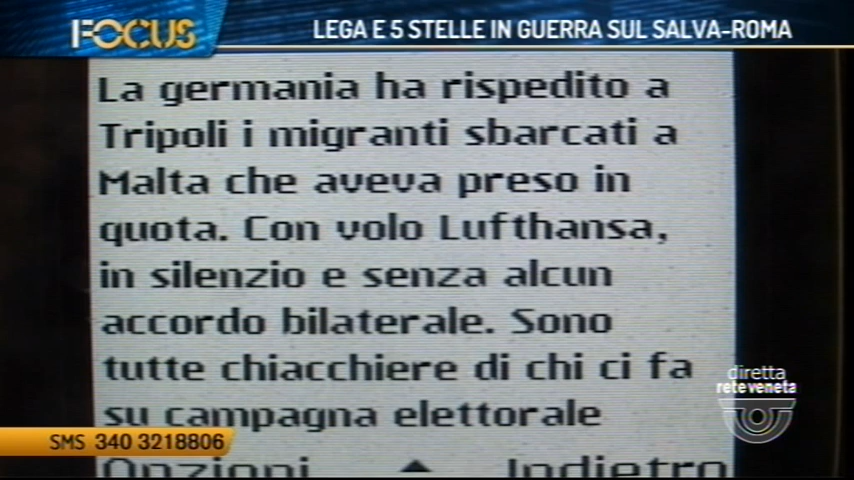 FOCUS
LEGA E 5 STELLE IN GUERRA SUL SALVA-ROMA
La germania ha rispedito a
Tripoli i migranti sbarcati a
Malta che aveva preso in
quota. Con volo Lufthansa,
in silenzio e senza alcun
accordo bilaterale. Sono
tutte chiacchiere di chi ci fa
su campagna elettorale
Opzioni Indietro
diretta
reteveneta
SMS 340 3218806